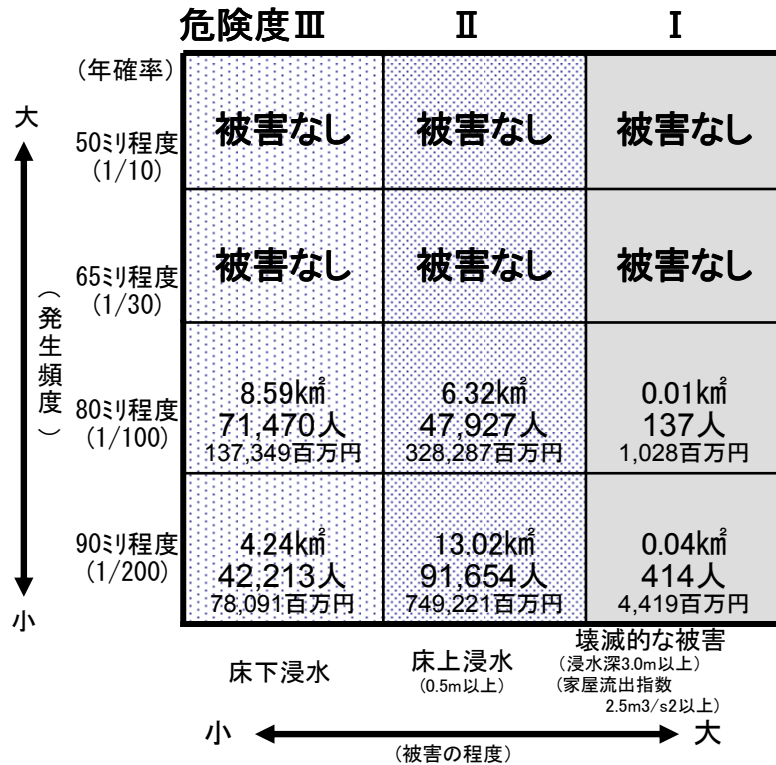 危険度Ⅲ Ⅱ Ⅰ
（年確率）
大
50ﾐﾘ程度
(1/10)
被害なし 被害なし 被害なし
65ﾐﾘ程度
(1/30)
被害なし 被害なし 被害なし
（発生頻度）
80ﾐﾘ程度
(1/100)
8.59k㎡ 6.32k㎡ 0.01k㎡
71,470人 47,927人 137人
137,349百万円 328,287百万円 1,028百万円
90ﾐﾘ程度
(1/200)
4.24k㎡ 13.02k㎡ 0.04k㎡
42,213人 91,654人 414人
78,091百万円 749,221百万円 4,419百万円
小
床下浸水
床上浸水
(0.5m以上)
壊滅的な被害
(浸水深3.0m以上)
(家屋流出指数
2.5m3/s2以上)
小 大
(被害の程度)